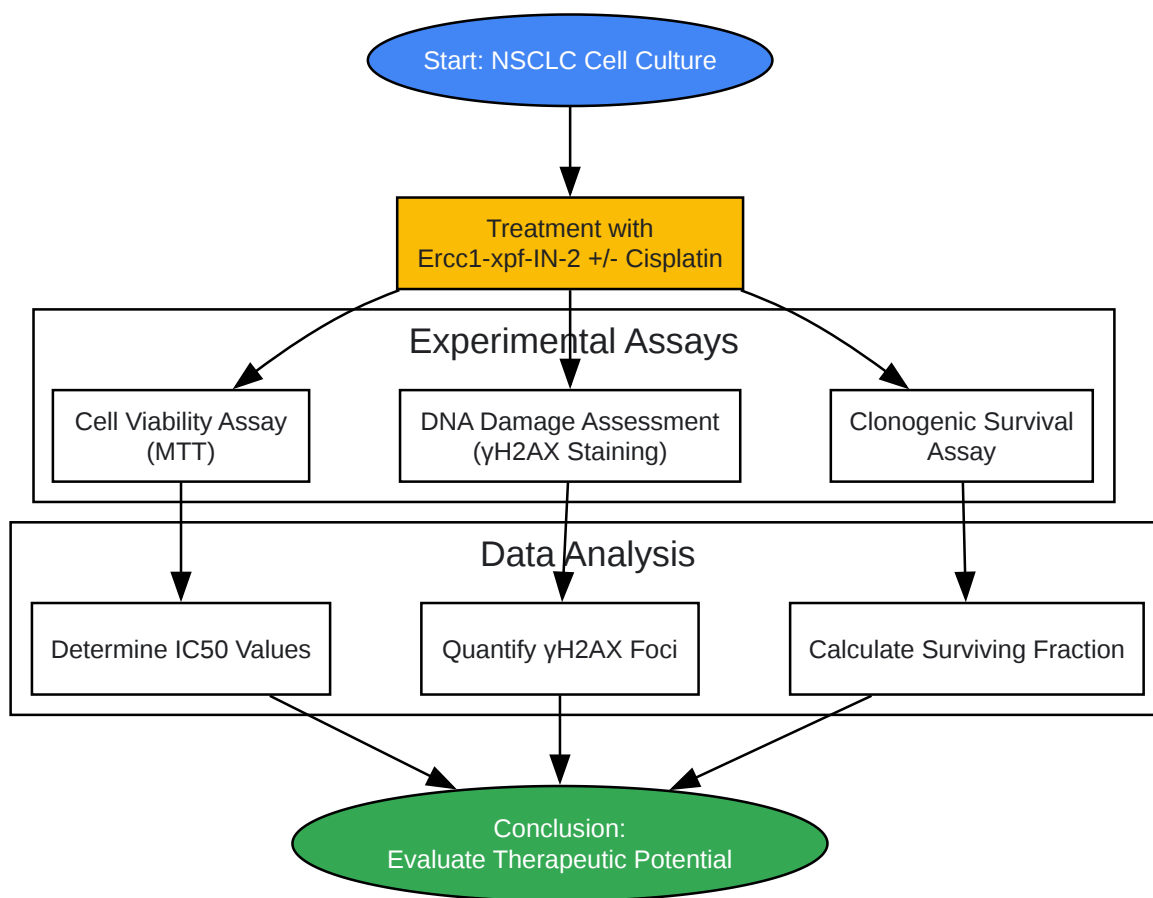 Start: NSCLC Cell Culture
Treatment with
Ercc1-xpf-IN-2 +/- Cisplatin
Experimental Assays
Cell Viability Assay
(MTT)
DNA Damage Assessment
(γH2AX Staining)
Clonogenic Survival
Assay
Data Analysis
Determine IC50 Values
Quantify γH2AX Foci
Calculate Surviving Fraction
Conclusion:
Evaluate Therapeutic Potential